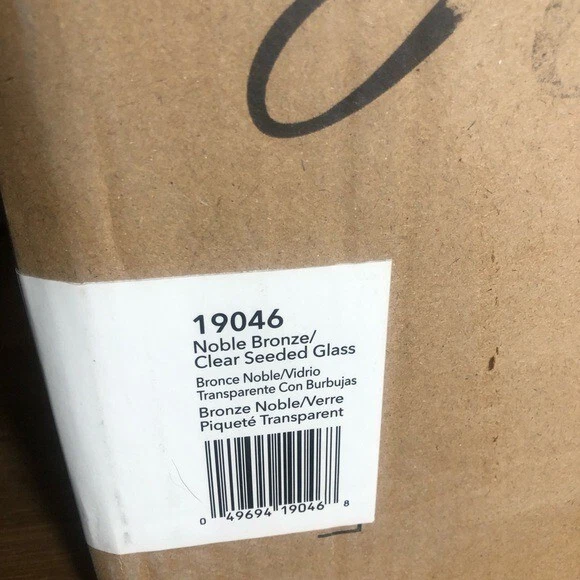 19046
Noble Bronze/
Clear Seeded Glass
Bronce Noble/Vidrio
Transparente Con Burbujas
Bronze Noble/Verre
Piqueté Transparent
0 49694 19046 8